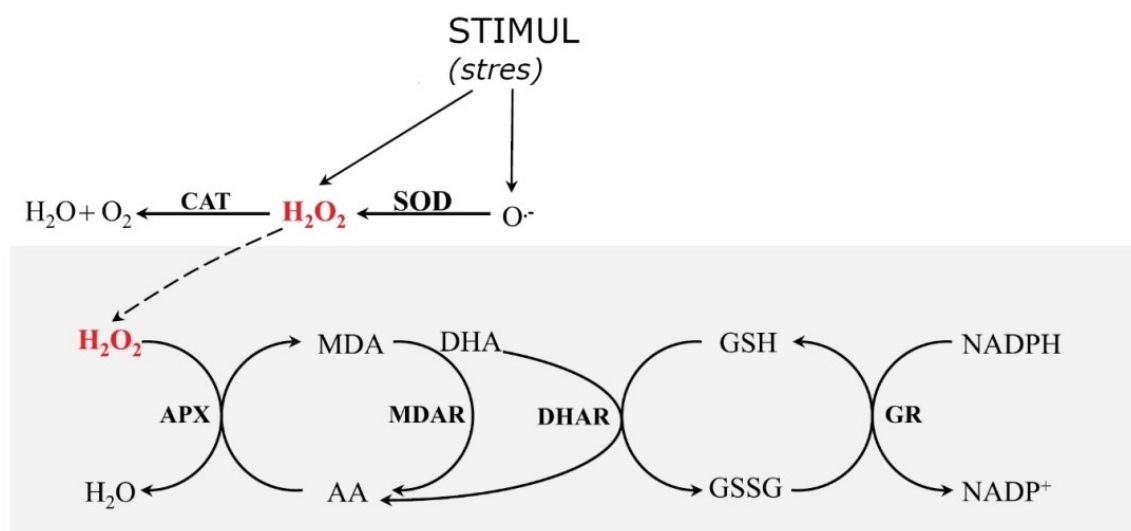 STIMUL
(stres)
H₂O + O₂ CAT H₂O₂ SOD O·-
H₂O₂ MDA DHA GSH NADPH
APX MDAR DHAR GR
H₂O AA GSSG NADP⁺